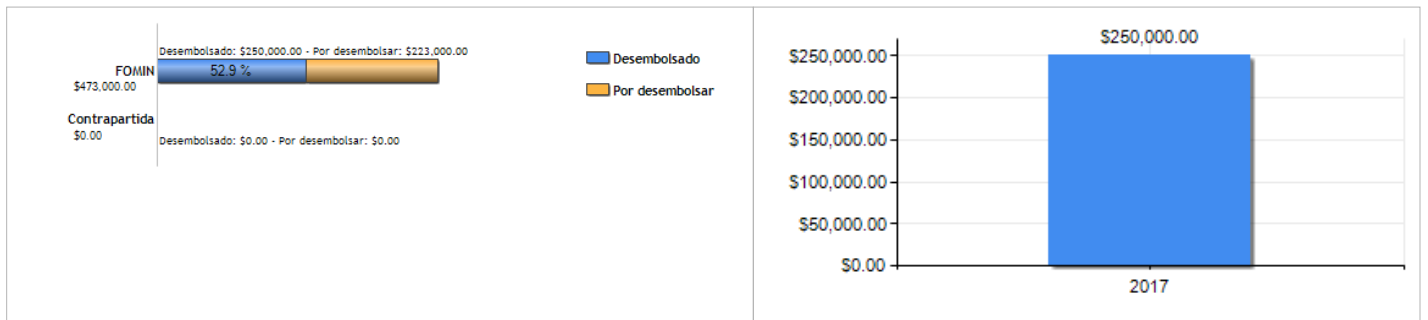 Desembolsado: $250,000.00 - Por desembolsar: $223,000.00
FOMIN
52.9 %
$473,000.00
Contrapartida
$0.00
Desembolsado: $0.00 - Por desembolsar: $0.00
Desembolsado
Por desembolsar
$250,000.00
$250,000.00
$200,000.00
$150,000.00
$100,000.00
$50,000.00
$0.00
2017